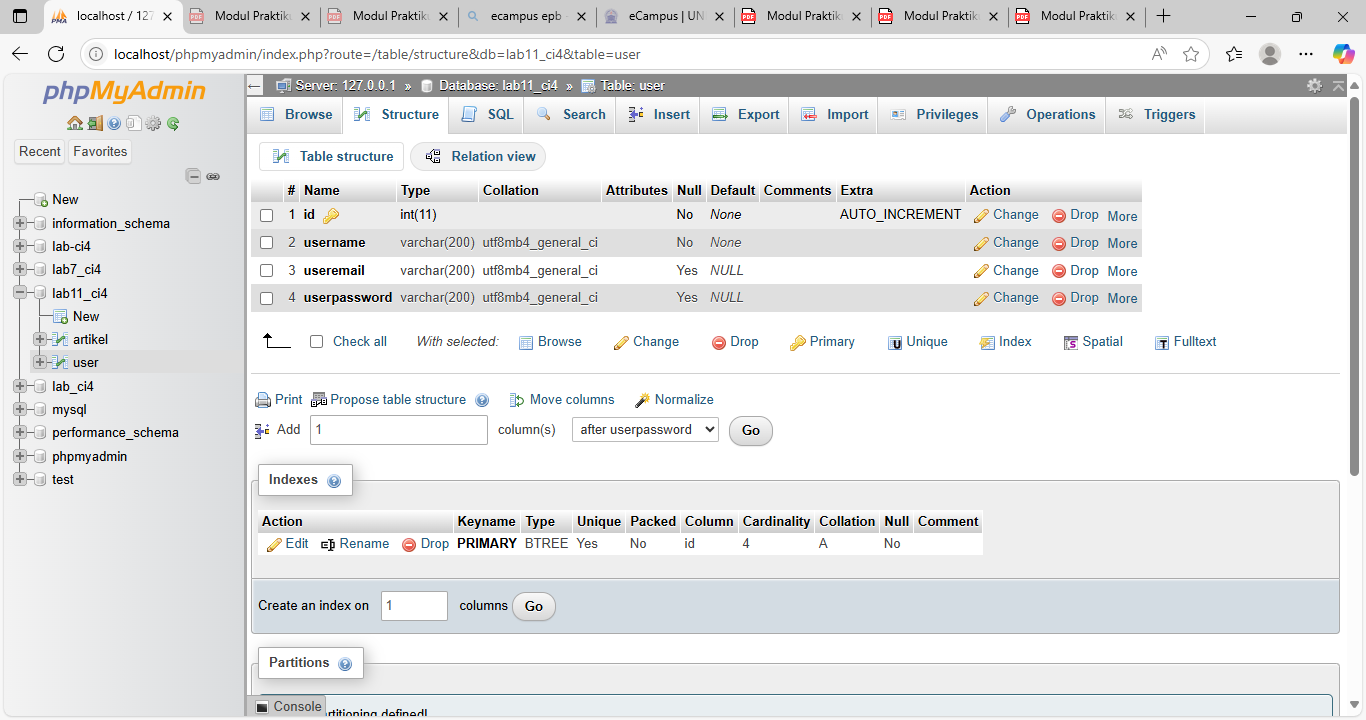 localhost / 127
Modul Praktik
Modul Praktik
ecampus epb
eCampus | UN
Modul Praktik
Modul Praktik
Modul Praktik
localhost/phpmyadmin/index.php?route=/table/structure&db=lab11_ci4&table=user
phpMyAdmin
Recent Favorites
New
information_schema
lab-ci4
lab7_ci4
lab11_ci4
New
artikel
user
lab_ci4
mysql
performance_schema
phpmyadmin
test
Server: 127.0.0.1 » Database: lab11_ci4 » Table: user
Browse Structure SQL Search Insert Export Import Privileges Operations Triggers
Table structure Relation view
# Name Type Collation Attributes Null Default Comments Extra Action
1 id int(11) No None AUTO_INCREMENT Change Drop More
2 username varchar(200) utf8mb4_general_ci No None Change Drop More
3 useremail varchar(200) utf8mb4_general_ci Yes NULL Change Drop More
4 userpassword varchar(200) utf8mb4_general_ci Yes NULL Change Drop More
Check all With selected: Browse Change Drop Primary Unique Index Spatial Fulltext
Print Propose table structure Move columns Normalize
Add 1 column(s) after userpassword Go
Indexes
Action Keyname Type Unique Packed Column Cardinality Collation Null Comment
Edit Rename Drop PRIMARY BTREE Yes No id 4 A No
Create an index on 1 columns Go
Partitions
Console
rtitioning defined!